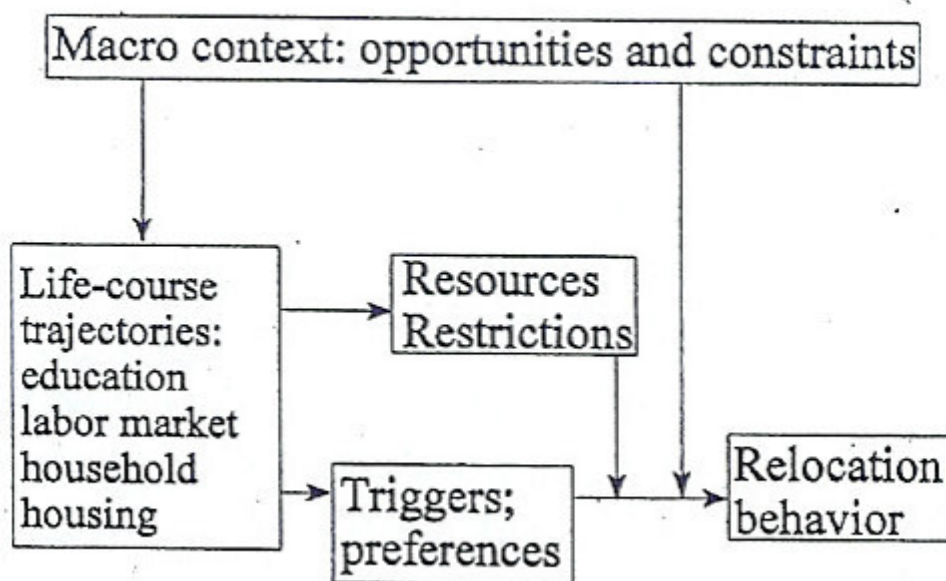 Macro context: opportunities and constraints
Life-course
trajectories:
education
labor market
household
housing
Resources
Restrictions
Triggers;
preferences
Relocation
behavior